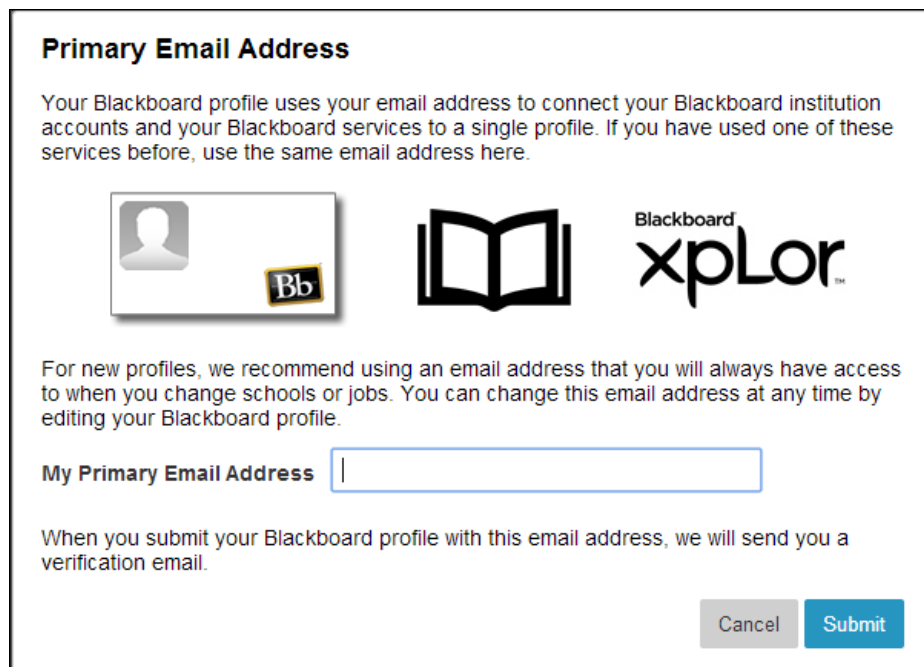 Primary Email Address
Your Blackboard profile uses your email address to connect your Blackboard institution
accounts and your Blackboard services to a single profile. If you have used one of these
services before, use the same email address here.
Bb
Blackboard
xpLor™
For new profiles, we recommend using an email address that you will always have access
to when you change schools or jobs. You can change this email address at any time by
editing your Blackboard profile.
My Primary Email Address
When you submit your Blackboard profile with this email address, we will send you a
verification email.
Cancel Submit